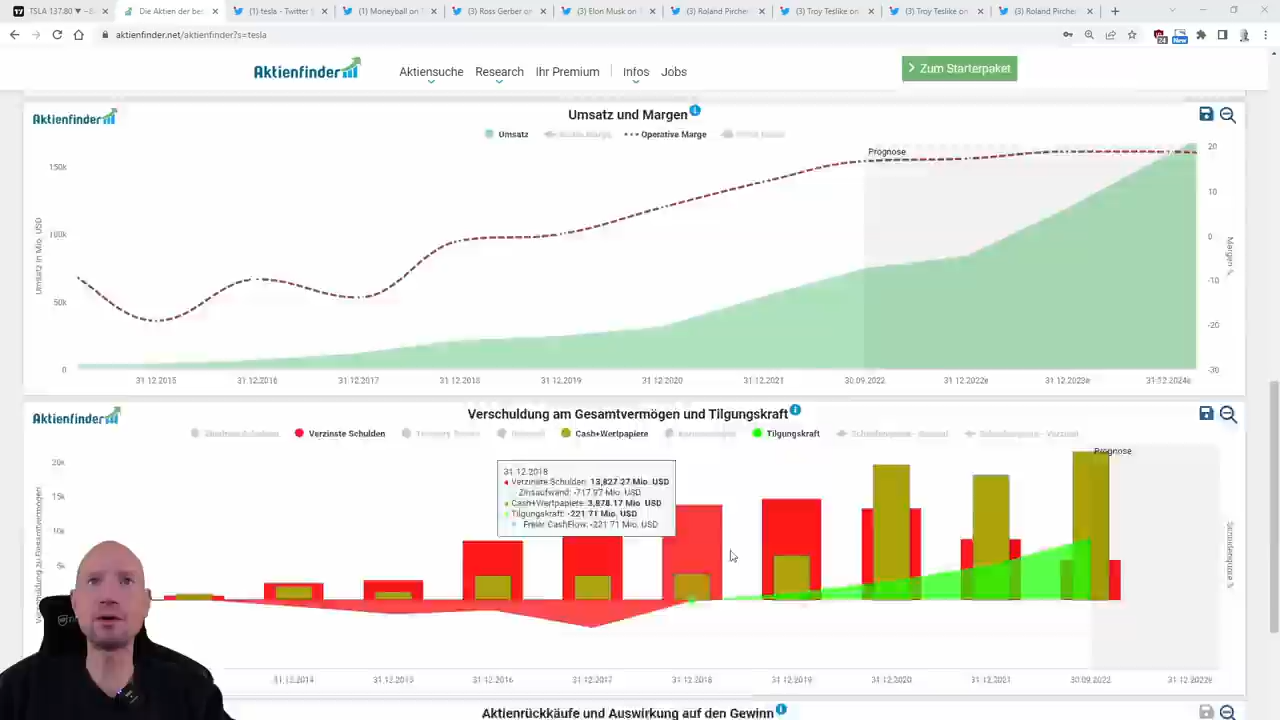 TSLA 137.80 ▼ −8
Die Aktien der bes
(1) tesla - Twitter S
(1) Moneyball on T
(3) Ross Gerber on
(3) Elon Musk on T
(3) Roland Pircher
(3) Troy Teslike on
(3) Troy Teslike on
(3) Roland Pircher
aktienfinder.net/aktienfinder?s=tesla
Aktienfinder
Aktiensuche
Research
Ihr Premium
Infos
Jobs
Zum Starterpaket
Aktienfinder
Umsatz und Margen
Umsatz
Operative Marge
Prognose
150k
100k
50k
0
Umsatz in Mio. USD
20
10
0
-10
-20
-30
Margen %
31.12.2015
31.12.2016
31.12.2017
31.12.2018
31.12.2019
31.12.2020
31.12.2021
30.09.2022
31.12.2022e
31.12.2023e
31.12.2024e
Aktienfinder
Verschuldung am Gesamtvermögen und Tilgungskraft
Verzinste Schulden
Cash+Wertpapiere
Tilgungskraft
Prognose
20k
15k
10k
5k
Schuldenquote %
31.12.2018
Verzinste Schulden: 13,827.27 Mio. USD
Zinsaufwand: -717.97 Mio. USD
Cash+Wertpapiere: 3,878.17 Mio. USD
Tilgungskraft: -221.71 Mio. USD
Freier CashFlow: -221.71 Mio. USD
31.12.2014
31.12.2015
31.12.2016
31.12.2017
31.12.2018
31.12.2019
31.12.2020
31.12.2021
30.09.2022
31.12.2022e
Aktienrückkäufe und Auswirkung auf den Gewinn